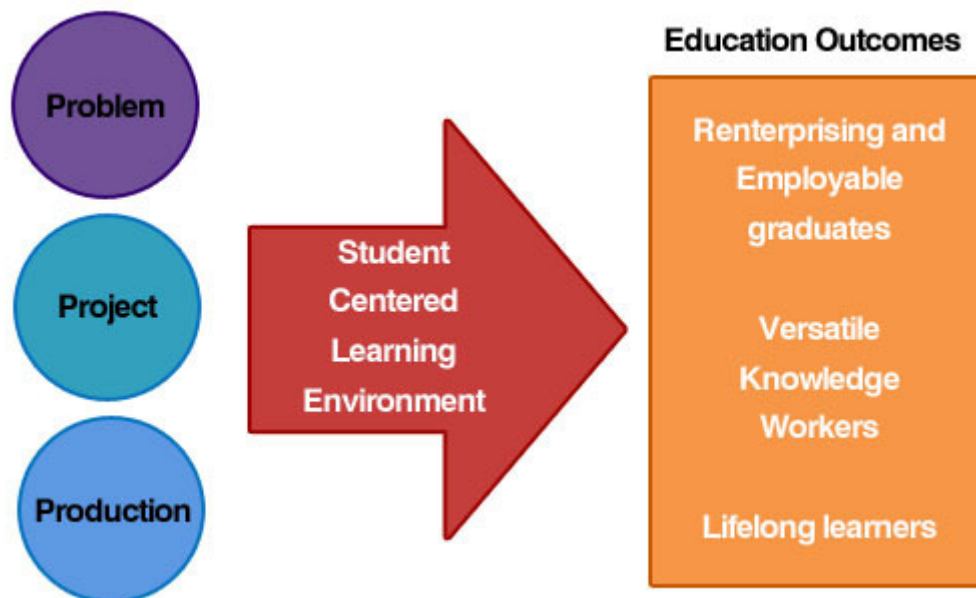 Problem
Project
Production
Student
Centered
Learning
Environment
Education Outcomes
Renterprising and
Employable
graduates
Versatile
Knowledge
Workers
Lifelong learners